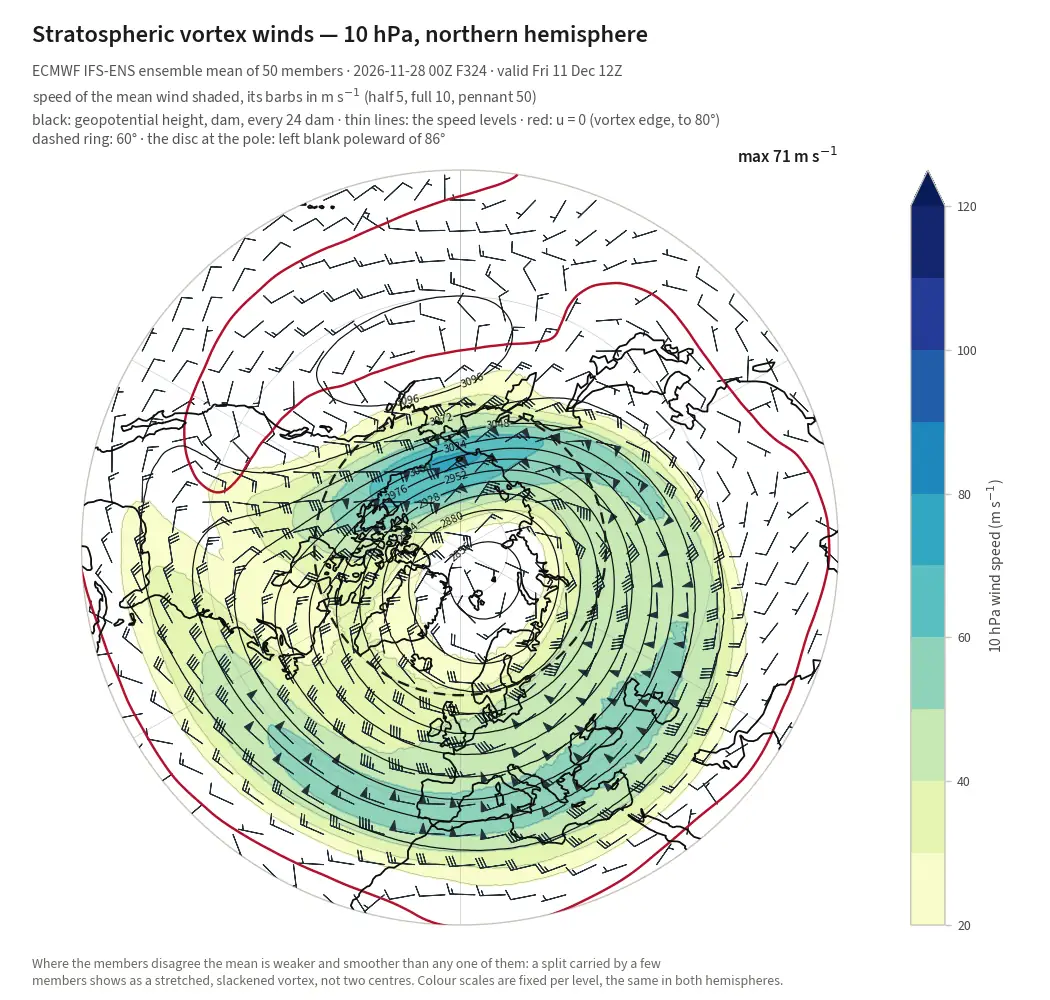 Stratospheric vortex winds — 10 hPa, northern hemisphere
ECMWF IFS-ENS ensemble mean of 50 members · 2026-11-28 00Z F324 · valid Fri 11 Dec 12Z
speed of the mean wind shaded, its barbs in m s⁻¹ (half 5, full 10, pennant 50)
black: geopotential height, dam, every 24 dam · thin lines: the speed levels · red: u = 0 (vortex edge, to 80°)
dashed ring: 60° · the disc at the pole: left blank poleward of 86°
max 71 m s⁻¹
120
100
80
60
40
20
10 hPa wind speed (m s⁻¹)
3096
3096
3072
3048
3024
2976
2952
2928
2880
Where the members disagree the mean is weaker and smoother than any one of them: a split carried by a few
members shows as a stretched, slackened vortex, not two centres. Colour scales are fixed per level, the same in both hemispheres.